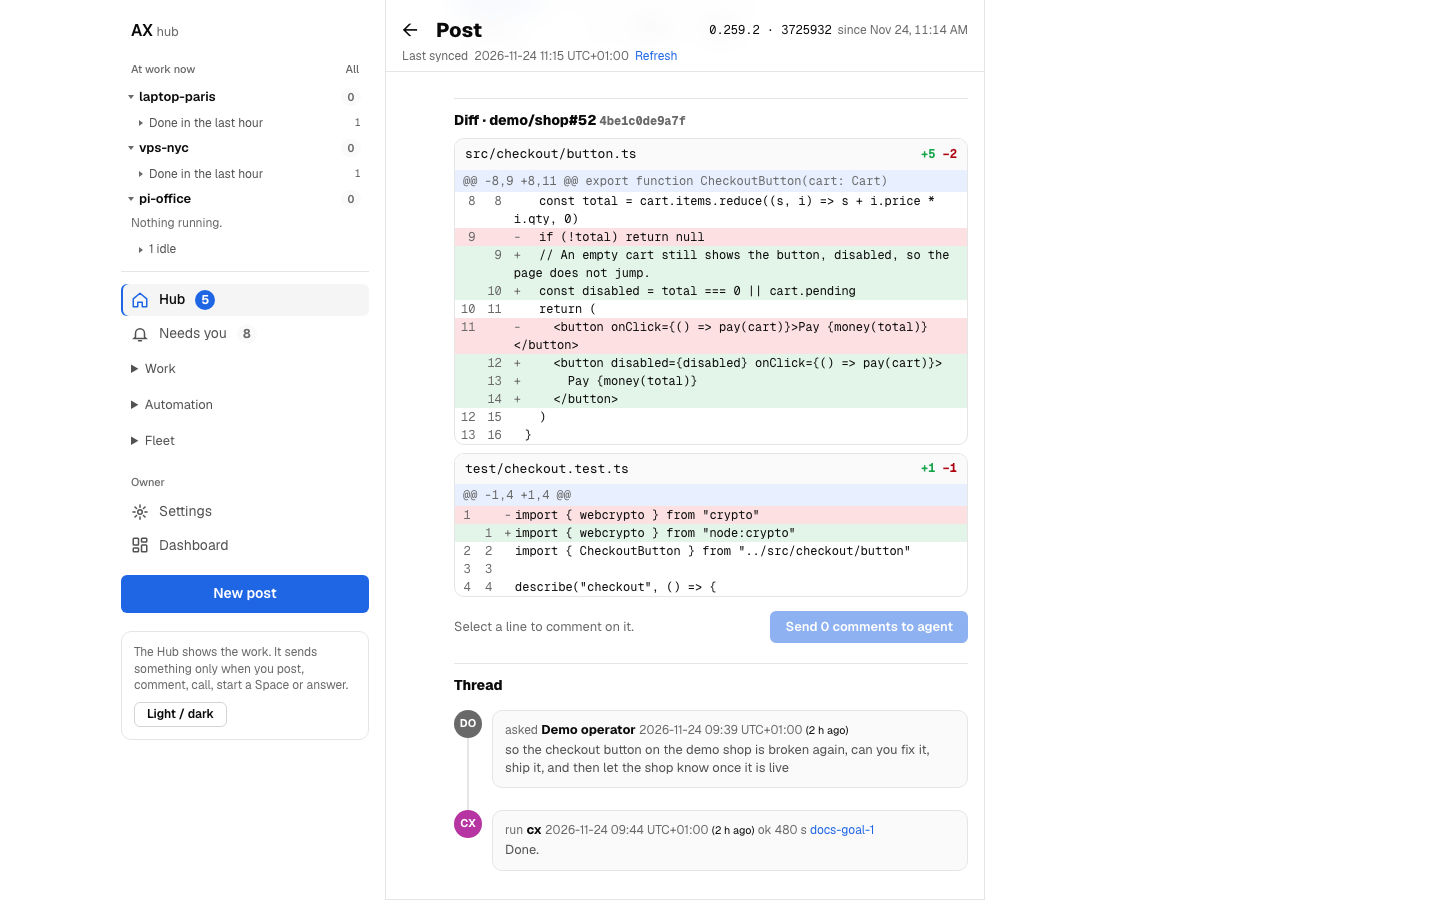 AX hub
At work now All
laptop-paris 0
Done in the last hour 1
vps-nyc 0
Done in the last hour 1
pi-office 0
Nothing running.
1 idle
Hub 5
Needs you 8
Work
Automation
Fleet
Owner
Settings
Dashboard
New post
The Hub shows the work. It sends
something only when you post,
comment, call, start a Space or answer.
Light / dark
Post 0.259.2 · 3725932 since Nov 24, 11:14 AM
Last synced 2026-11-24 11:15 UTC+01:00 Refresh
Diff · demo/shop#52 4be1c0de9a7f
src/checkout/button.ts +5 −2
@@ -8,9 +8,11 @@ export function CheckoutButton(cart: Cart)
8 8 const total = cart.items.reduce((s, i) => s + i.price *
i.qty, 0)
9 - if (!total) return null
9 + // An empty cart still shows the button, disabled, so the
page does not jump.
10 + const disabled = total === 0 || cart.pending
10 11 return (
11 - <button onClick={() => pay(cart)}>Pay {money(total)}
</button>
12 + <button disabled={disabled} onClick={() => pay(cart)}>
13 + Pay {money(total)}
14 + </button>
12 15 )
13 16 }
test/checkout.test.ts +1 −1
@@ -1,4 +1,4 @@
1 - import { webcrypto } from "crypto"
1 + import { webcrypto } from "node:crypto"
2 2 import { CheckoutButton } from "../src/checkout/button"
3 3
4 4 describe("checkout", () => {
Select a line to comment on it. Send 0 comments to agent
Thread
DO asked Demo operator 2026-11-24 09:39 UTC+01:00 (2 h ago)
so the checkout button on the demo shop is broken again, can you fix it,
ship it, and then let the shop know once it is live
CX run cx 2026-11-24 09:44 UTC+01:00 (2 h ago) ok 480 s docs-goal-1
Done.